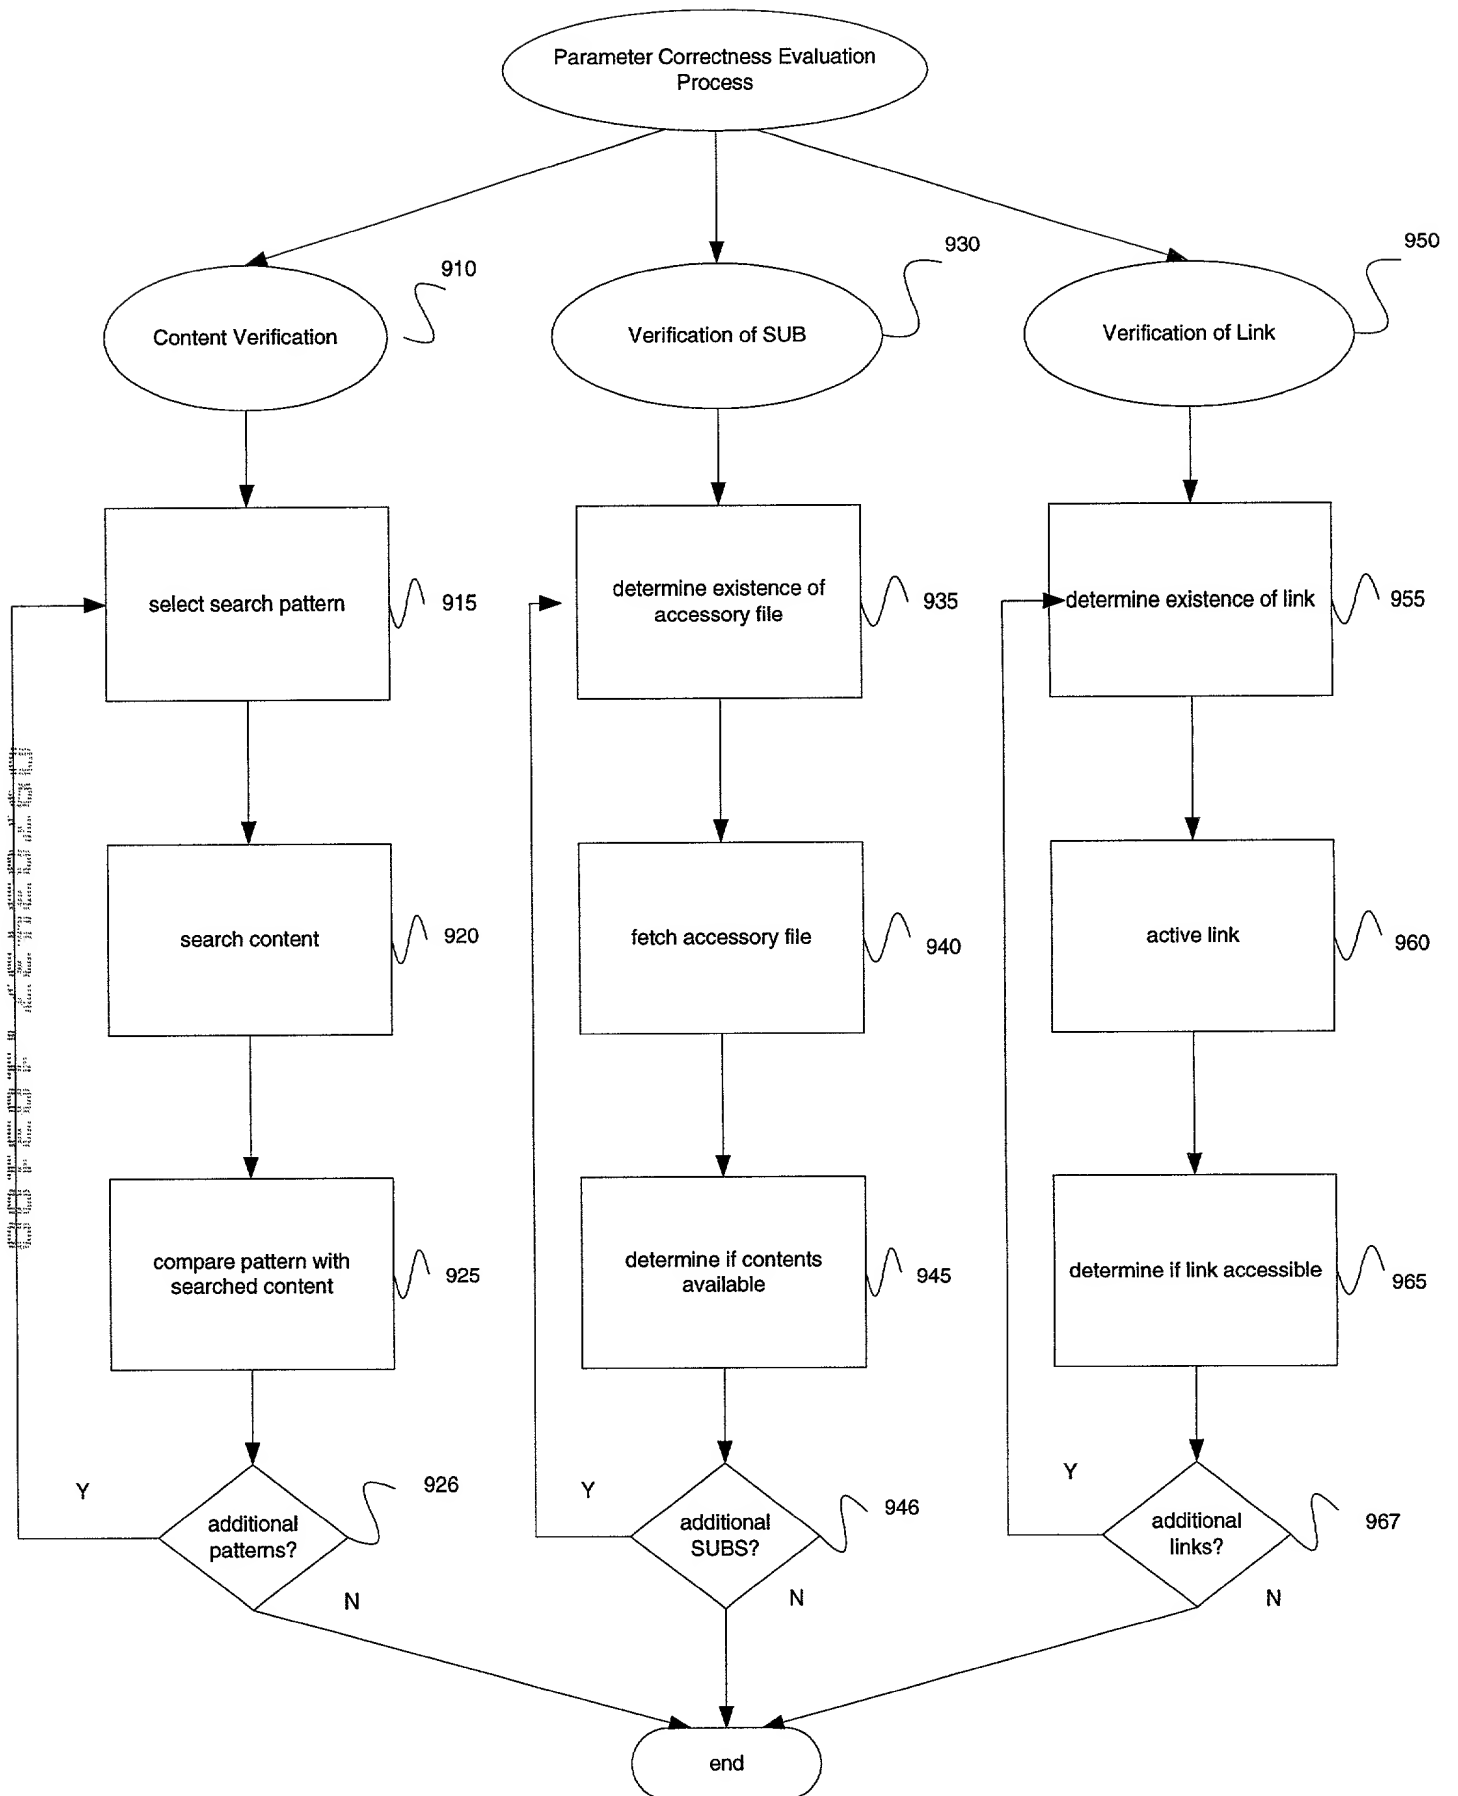 Parameter Correctness Evaluation
Process
910
930
950
Content Verification
Verification of SUB
Verification of Link
select search pattern
915
determine existence of
accessory file
935
determine existence of link
955
search content
920
fetch accessory file
940
active link
960
compare pattern with
searched content
925
determine if contents
available
945
determine if link accessible
965
Y
additional
patterns?
926
N
Y
additional
SUBS?
946
N
Y
additional
links?
967
N
end